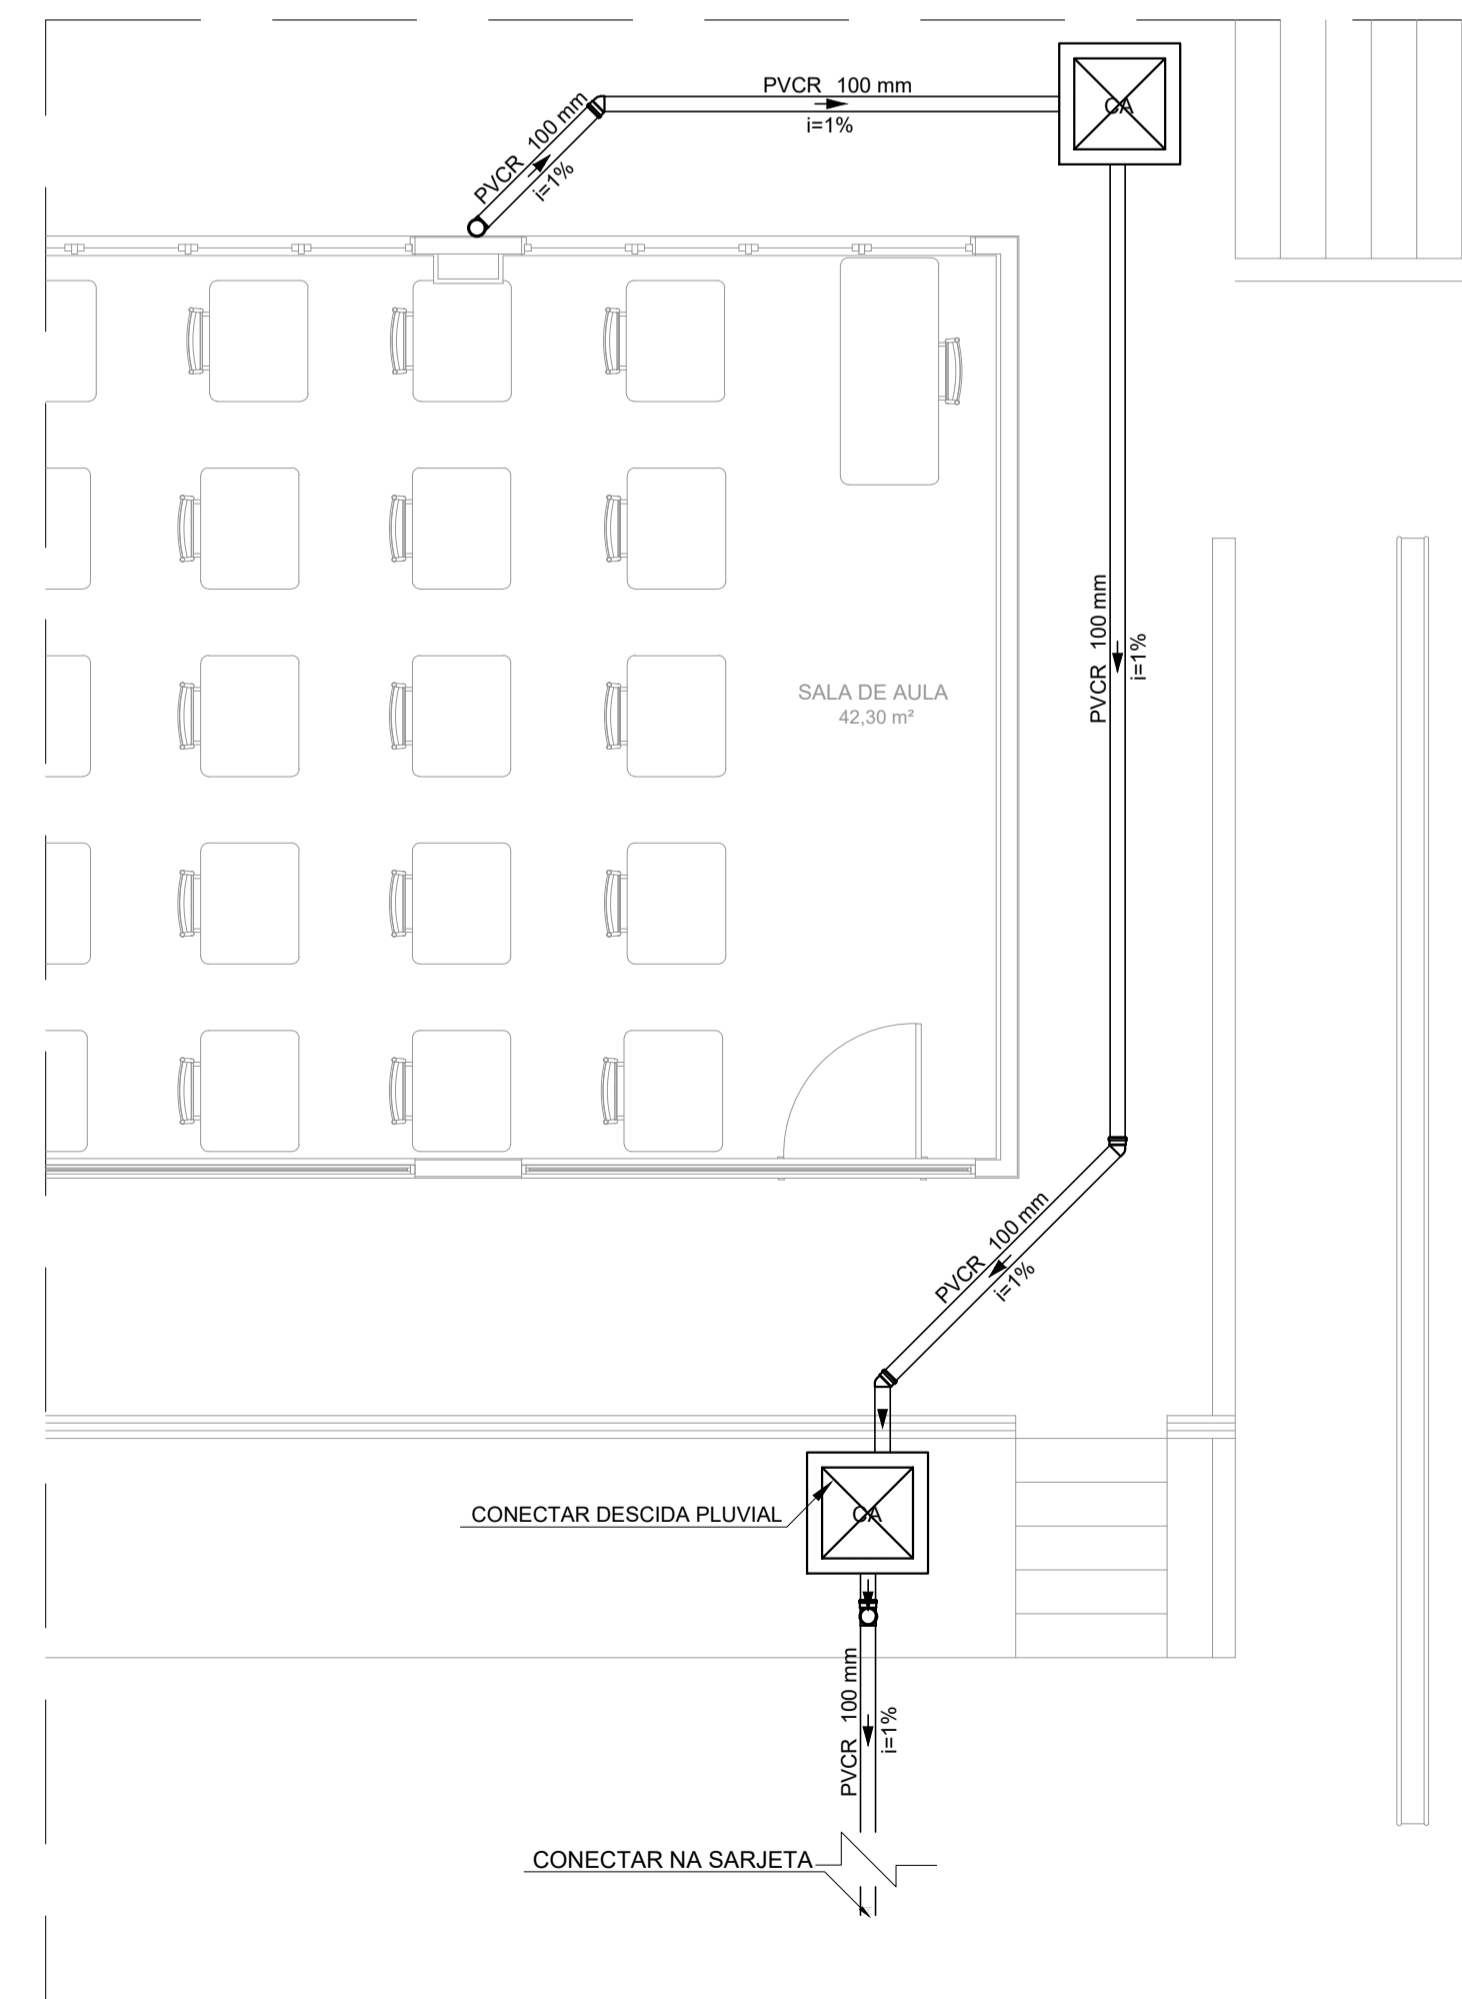 PVCR 100 mm
i=1%
CA
PVCR 100 mm
i=1%
PVCR 100 mm
i=1%
SALA DE AULA
42,30 m²
PVCR 100 mm
i=1%
CONECTAR DESCIDA PLUVIAL
CA
PVCR 100 mm
i=1%
CONECTAR NA SARJETA